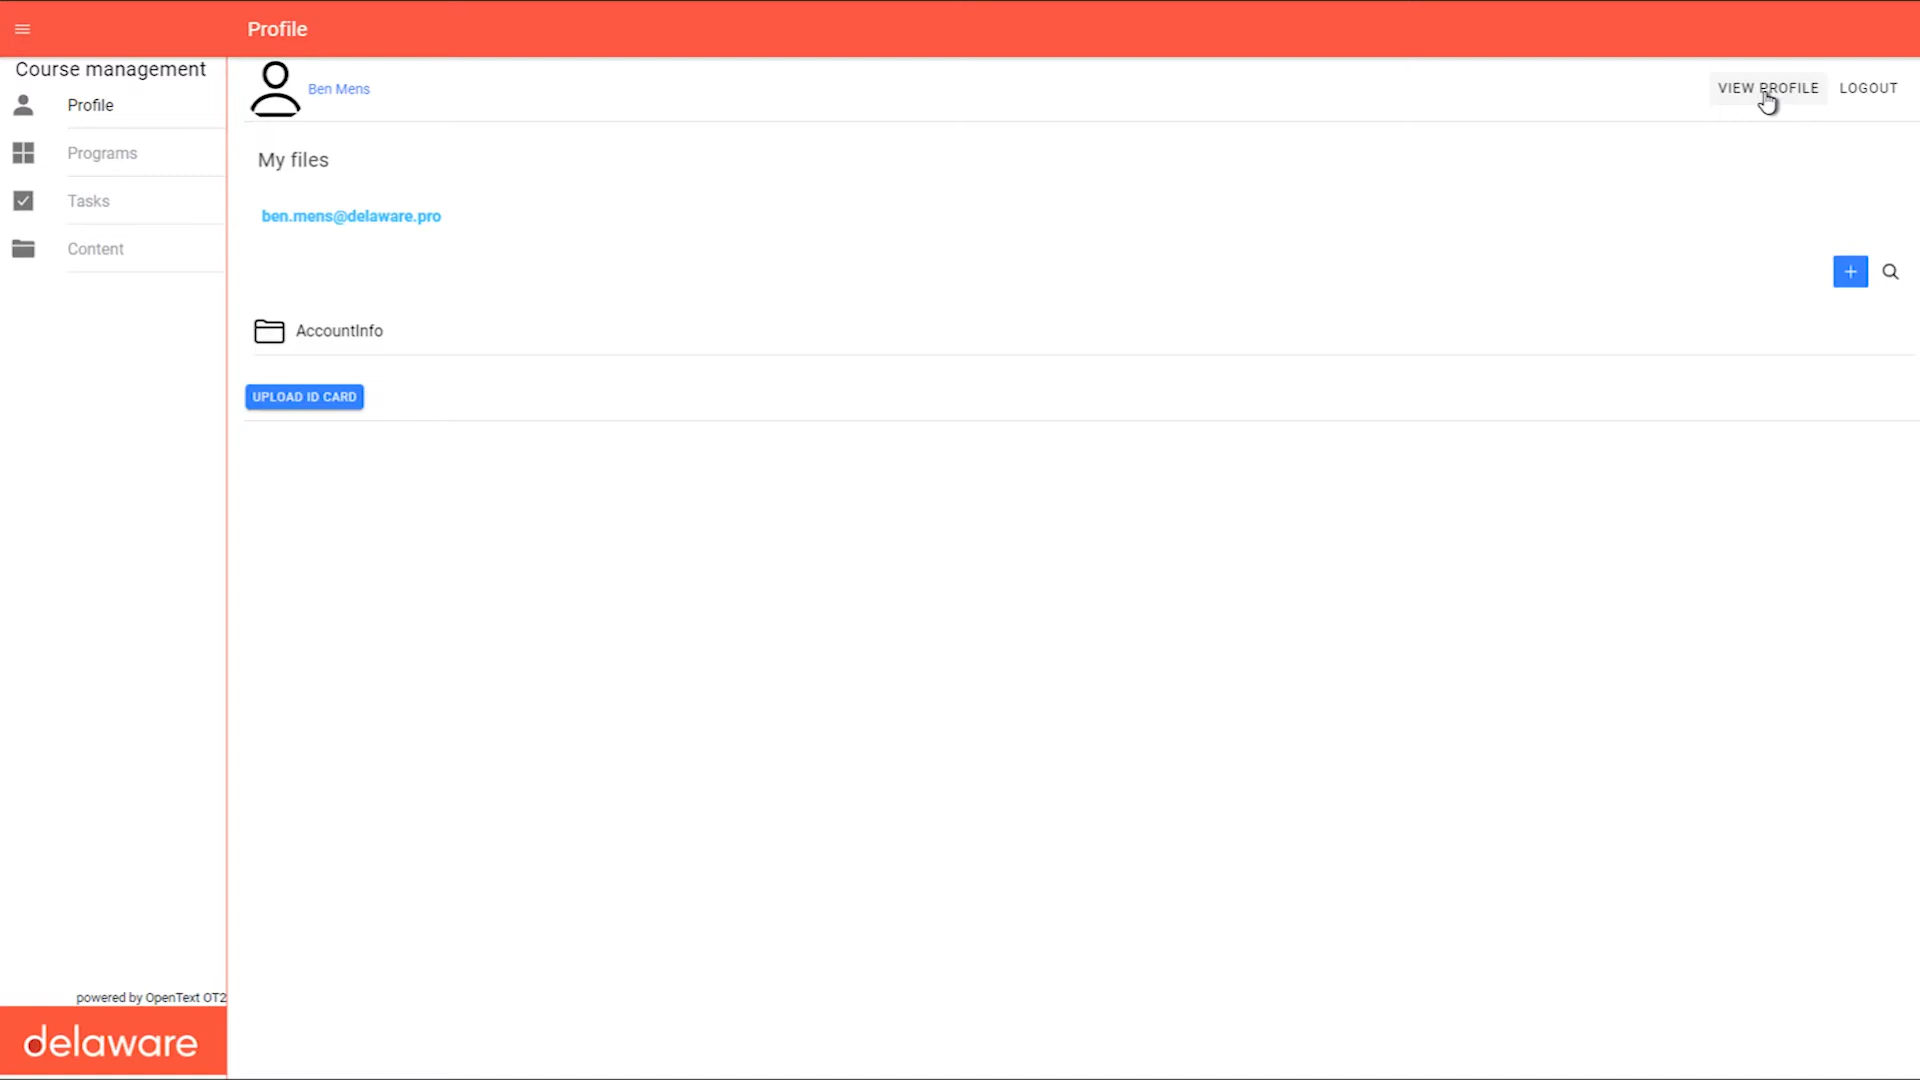 Profile
Course management
Profile
Programs
Tasks
Content
Ben Mens
VIEW PROFILE
LOGOUT
My files
ben.mens@delaware.pro
AccountInfo
UPLOAD ID CARD
powered by OpenText OT2
delaware